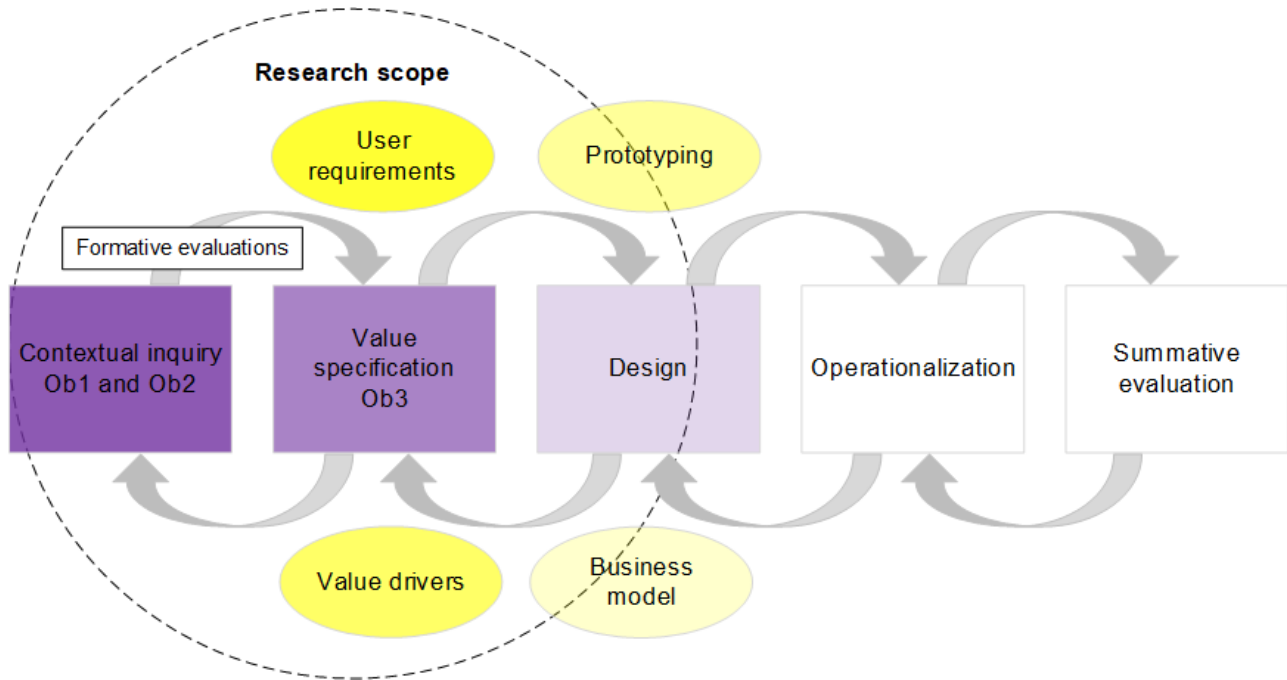 Research scope
User
requirements
Prototyping
Formative evaluations
Contextual inquiry
Ob1 and Ob2
Value
specification
Ob3
Design
Operationalization
Summative
evaluation
Value drivers
Business
model